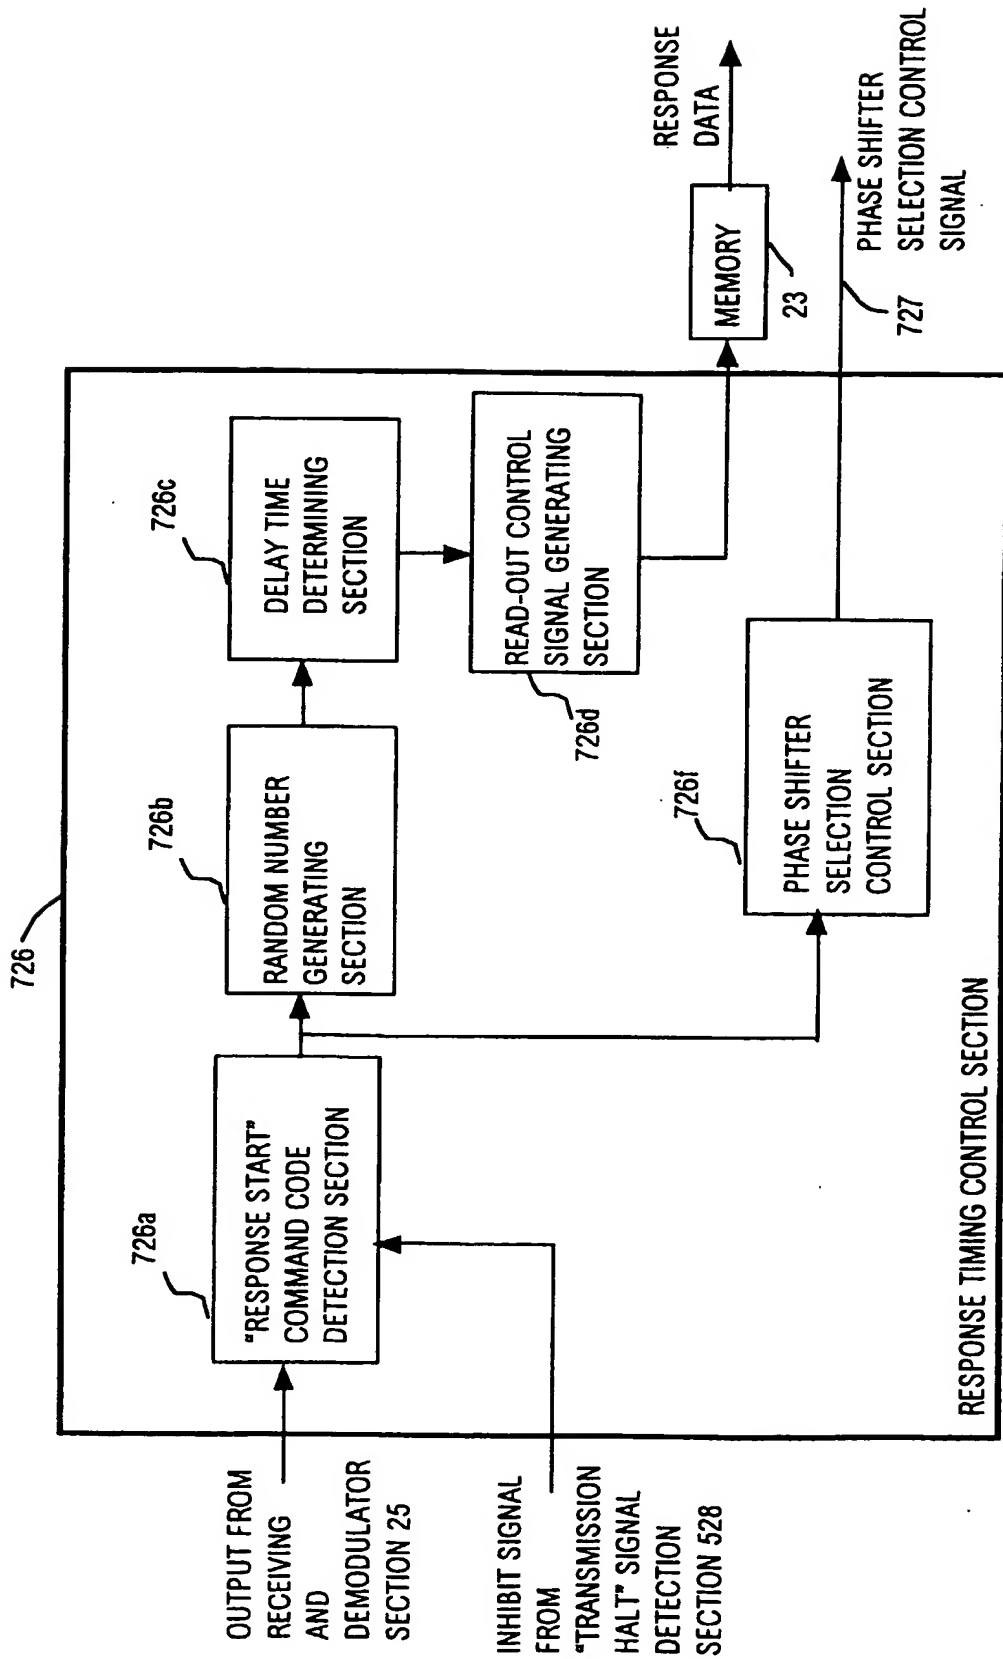 726
726a
"RESPONSE START"
COMMAND CODE
DETECTION SECTION
726b
RANDOM NUMBER
GENERATING
SECTION
726c
DELAY TIME
DETERMINING
SECTION
READ-OUT CONTROL
SIGNAL GENERATING
SECTION
726d
726f
PHASE SHIFTER
SELECTION
CONTROL SECTION
MEMORY
23
RESPONSE
DATA
727
PHASE SHIFTER
SELECTION CONTROL
SIGNAL
OUTPUT FROM
RECEIVING
AND
DEMODULATOR
SECTION 25
INHIBIT SIGNAL
FROM
"TRANSMISSION
HALT" SIGNAL
DETECTION
SECTION 528
RESPONSE TIMING CONTROL SECTION